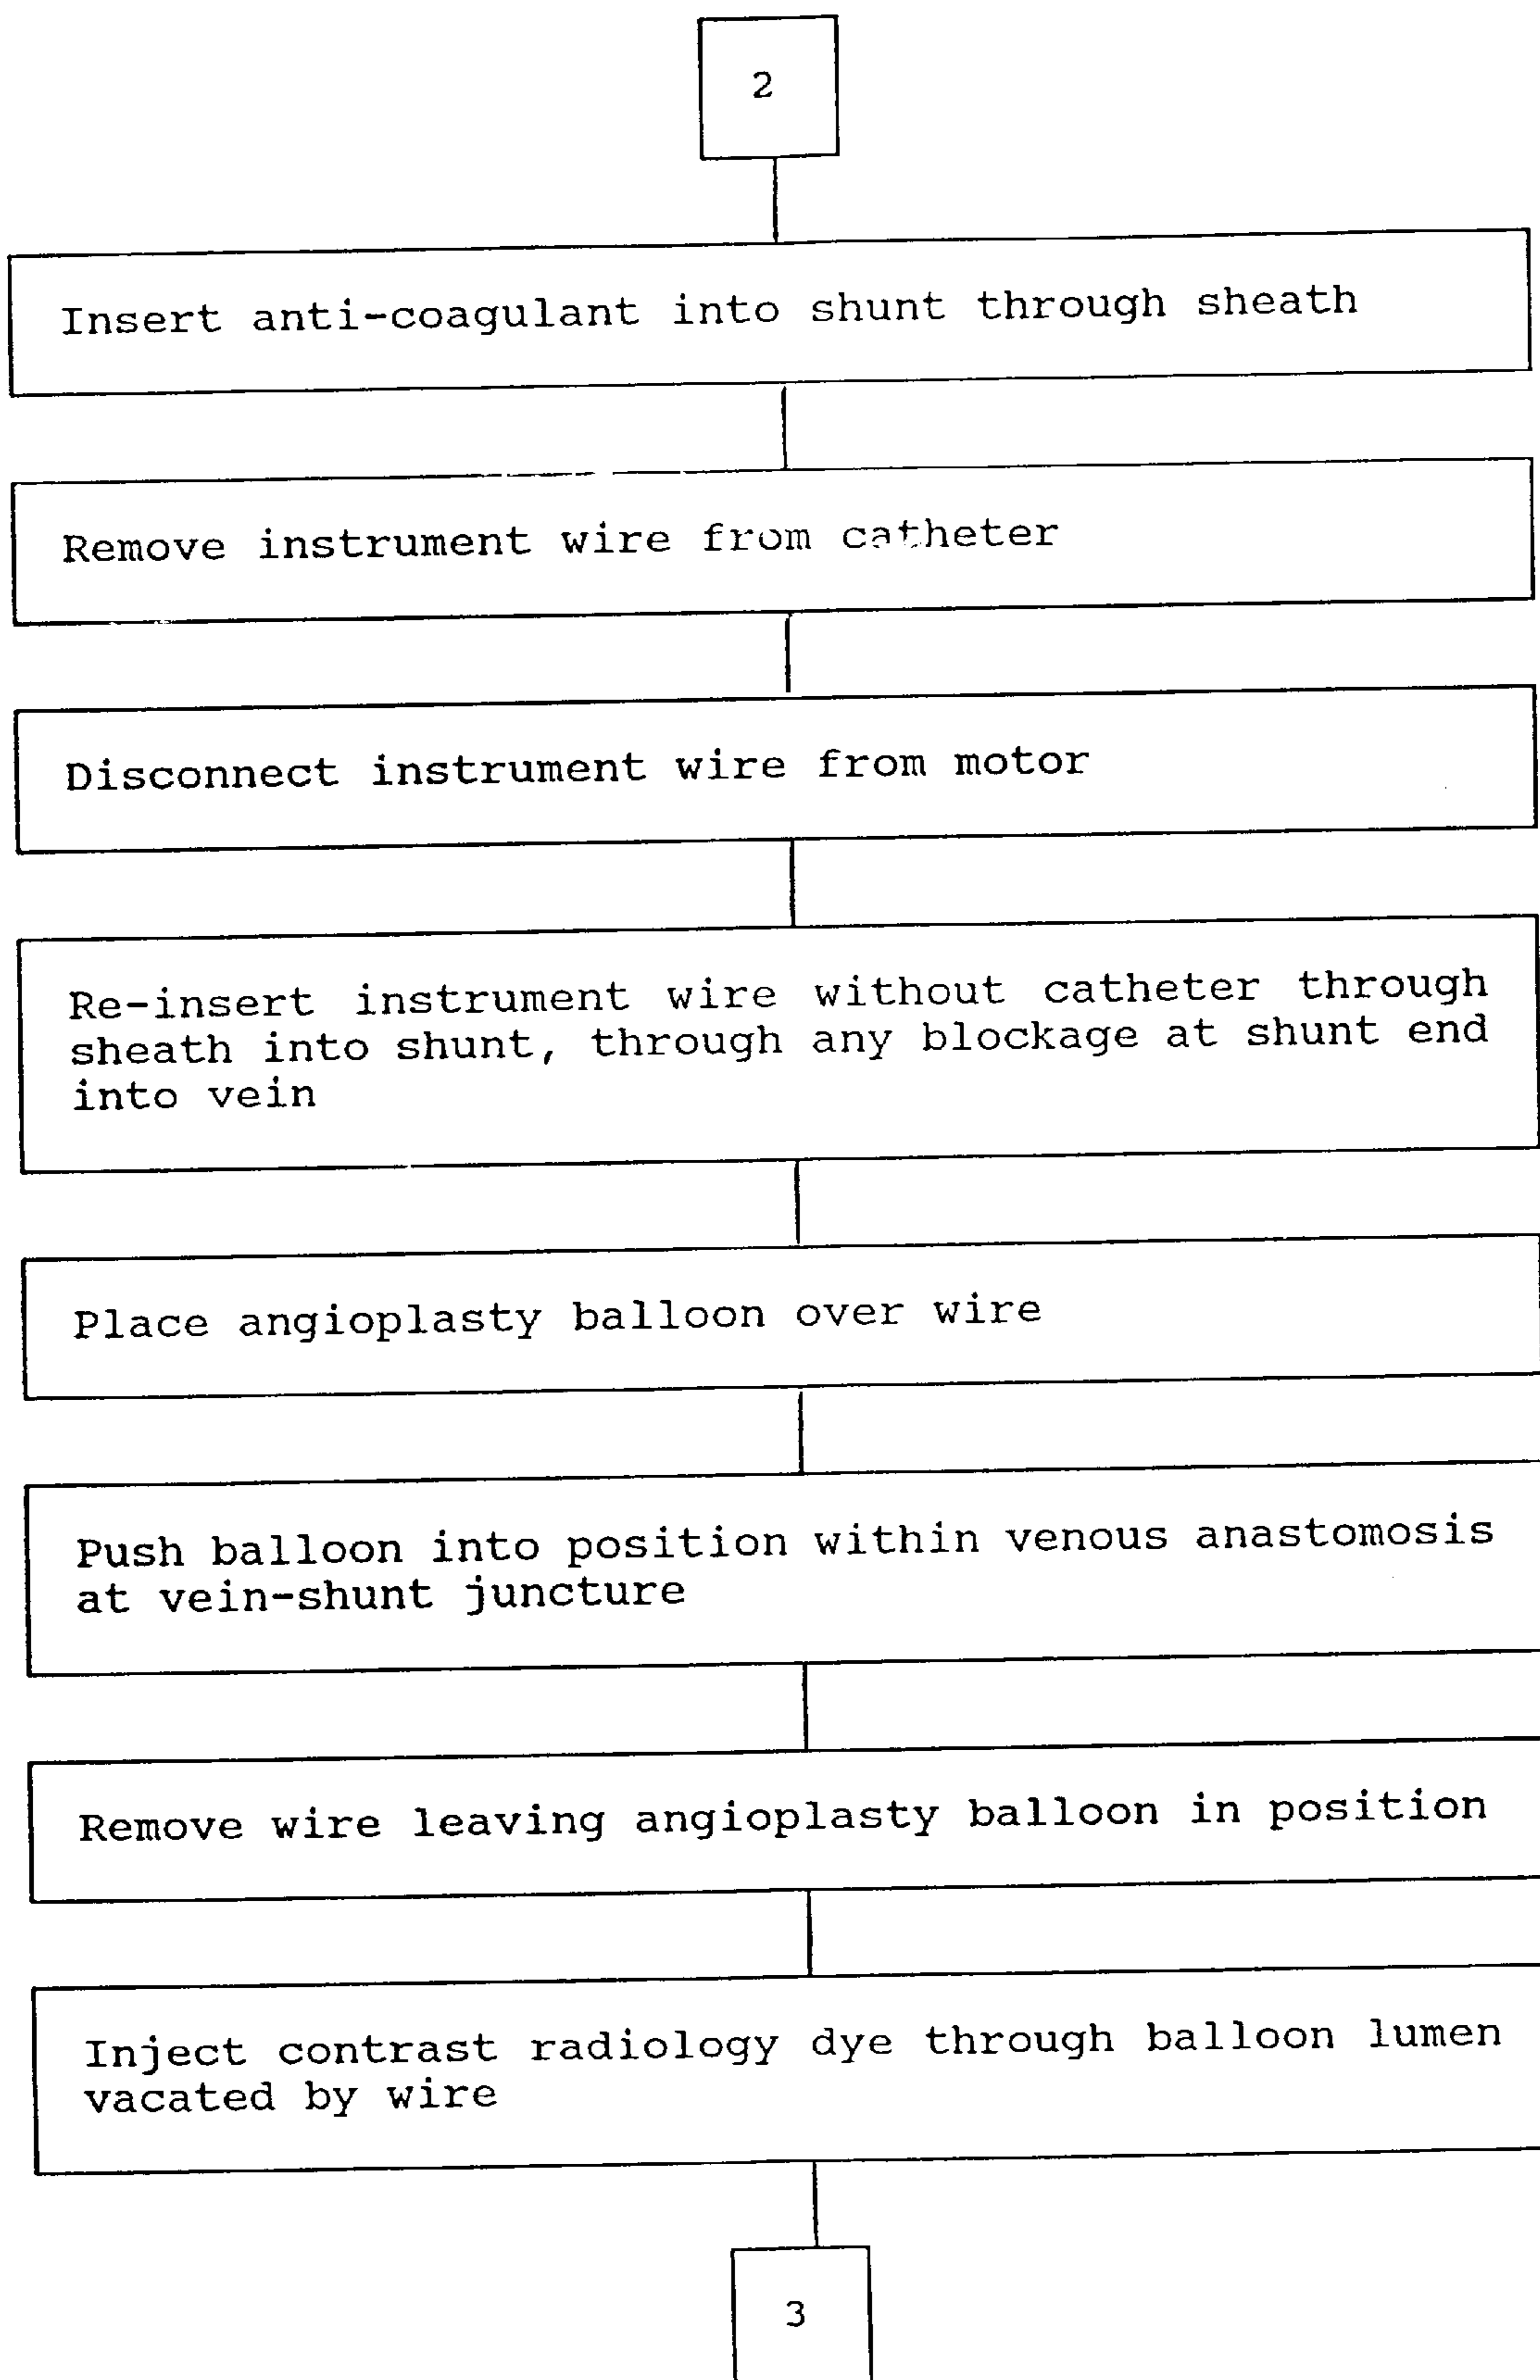 2
Insert anti-coagulant into shunt through sheath
Remove instrument wire from catheter
Disconnect instrument wire from motor
Re-insert instrument wire without catheter through
sheath into shunt, through any blockage at shunt end
into vein
Place angioplasty balloon over wire
Push balloon into position within venous anastomosis
at vein-shunt juncture
Remove wire leaving angioplasty balloon in position
Inject contrast radiology dye through balloon lumen
vacated by wire
3